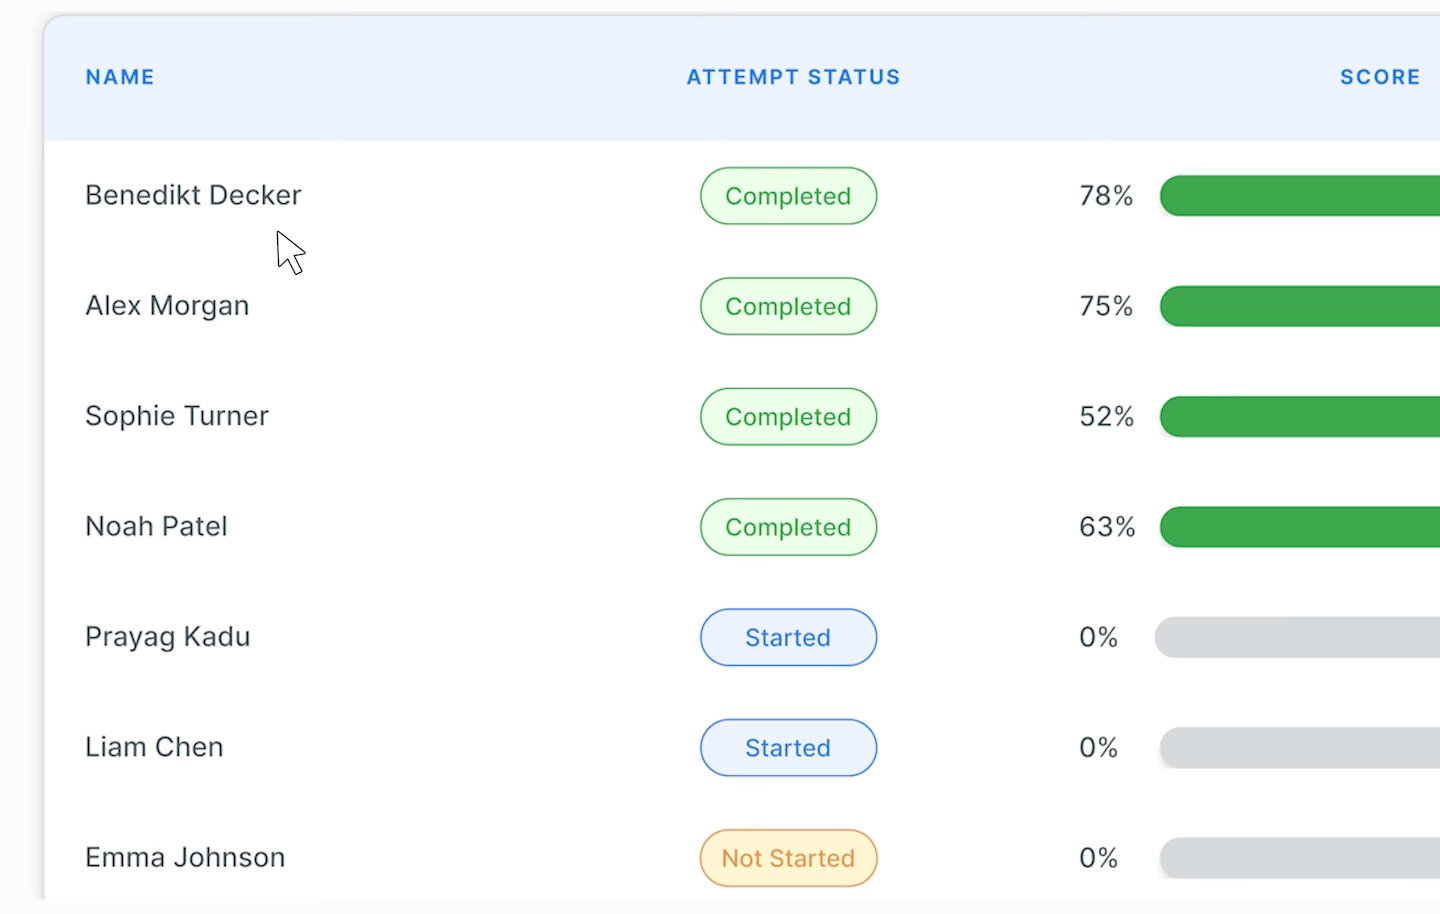 NAME ATTEMPT STATUS SCORE
Benedikt Decker Completed 78%
Alex Morgan Completed 75%
Sophie Turner Completed 52%
Noah Patel Completed 63%
Prayag Kadu Started 0%
Liam Chen Started 0%
Emma Johnson Not Started 0%